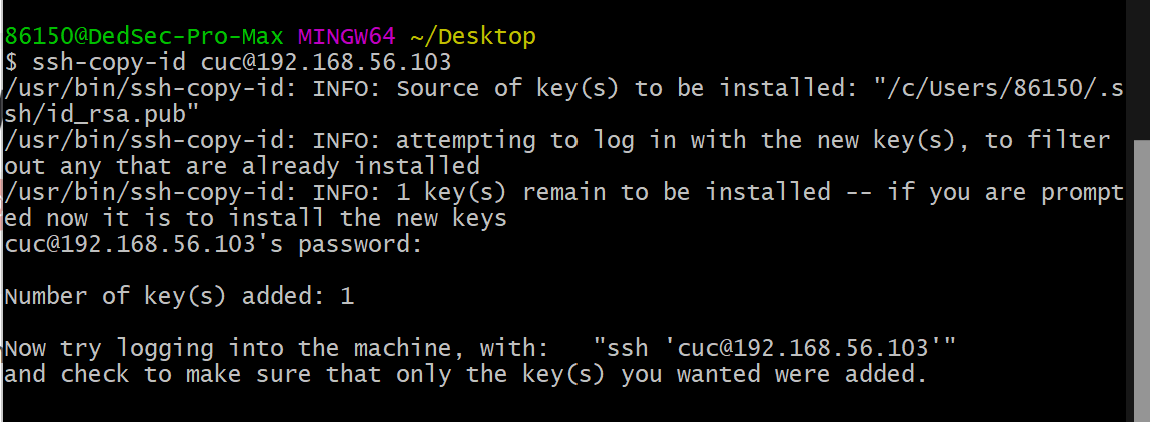 86150@DedSec-Pro-Max MINGW64 ~/Desktop
$ ssh-copy-id cuc@192.168.56.103
/usr/bin/ssh-copy-id: INFO: Source of key(s) to be installed: "/c/Users/86150/.s
sh/id_rsa.pub"
/usr/bin/ssh-copy-id: INFO: attempting to log in with the new key(s), to filter
out any that are already installed
/usr/bin/ssh-copy-id: INFO: 1 key(s) remain to be installed -- if you are prompt
ed now it is to install the new keys
cuc@192.168.56.103's password:
Number of key(s) added: 1
Now try logging into the machine, with:   "ssh 'cuc@192.168.56.103'"
and check to make sure that only the key(s) you wanted were added.